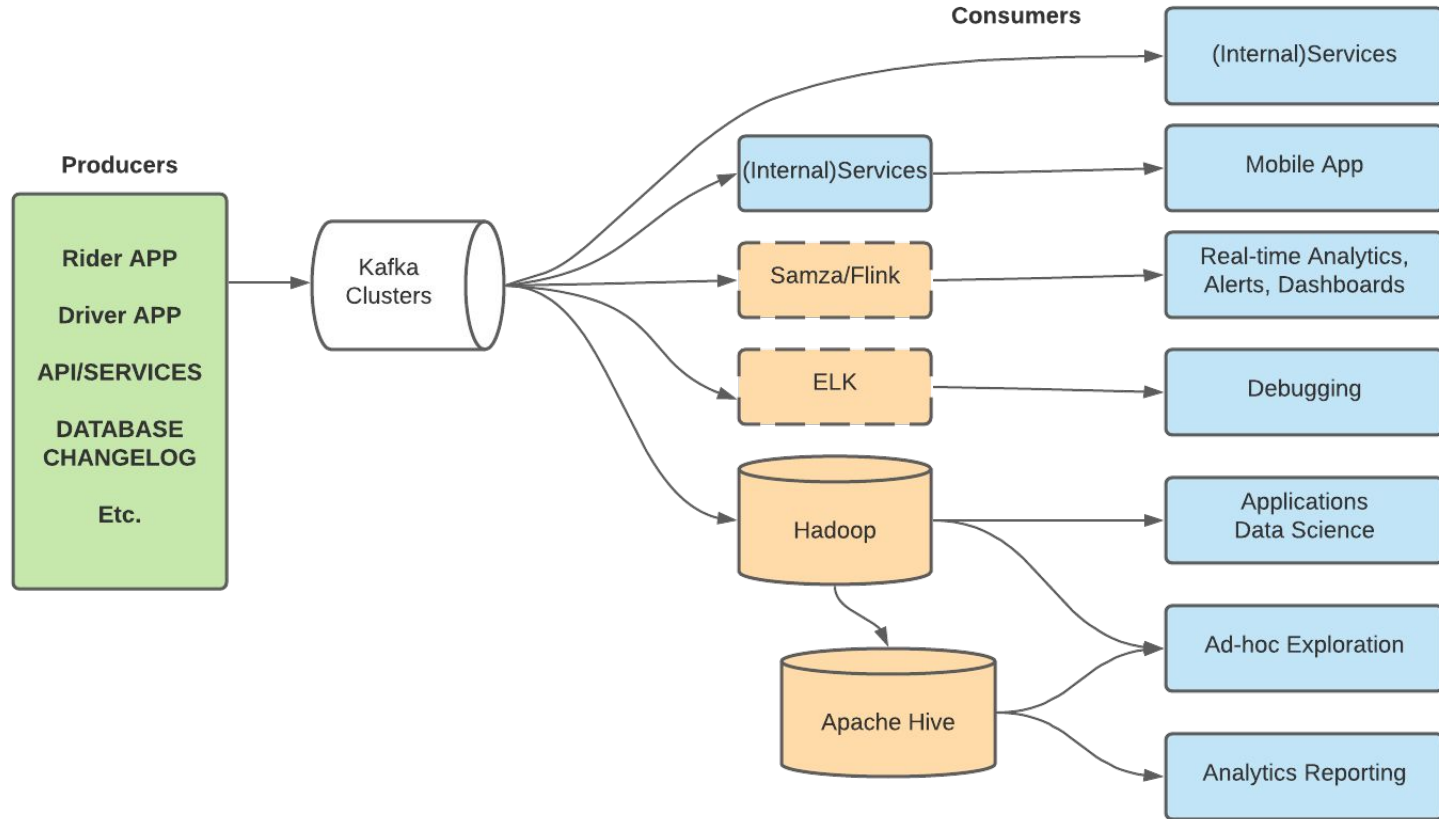 Consumers
(Internal)Services
Producers
(Internal)Services
Mobile App
Rider APP
Driver APP
API/SERVICES
DATABASE
CHANGELOG
Etc.
Kafka
Clusters
Samza/Flink
Real-time Analytics,
Alerts, Dashboards
ELK
Debugging
Hadoop
Applications
Data Science
Ad-hoc Exploration
Apache Hive
Analytics Reporting